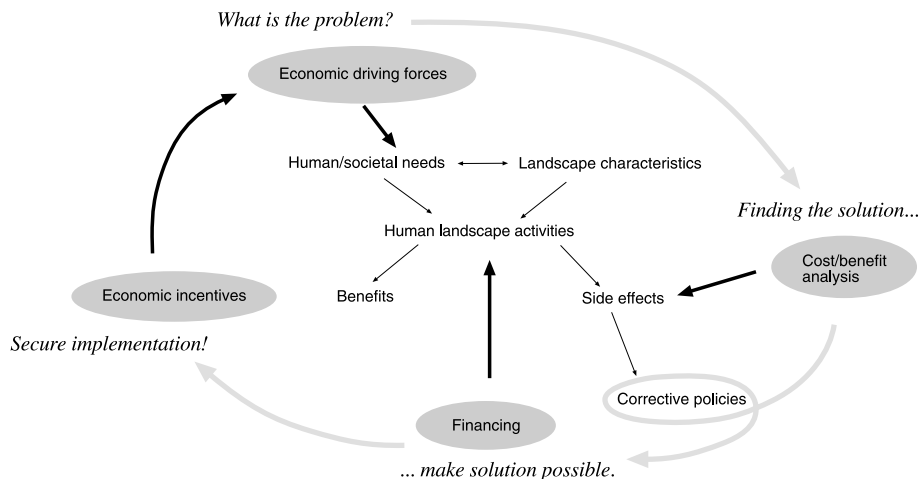 What is the problem?
Economic driving forces
Human/societal needs
Landscape characteristics
Finding the solution...
Human landscape activities
Cost/benefit
analysis
Economic incentives
Benefits
Side effects
Secure implementation!
Corrective policies
Financing
... make solution possible.